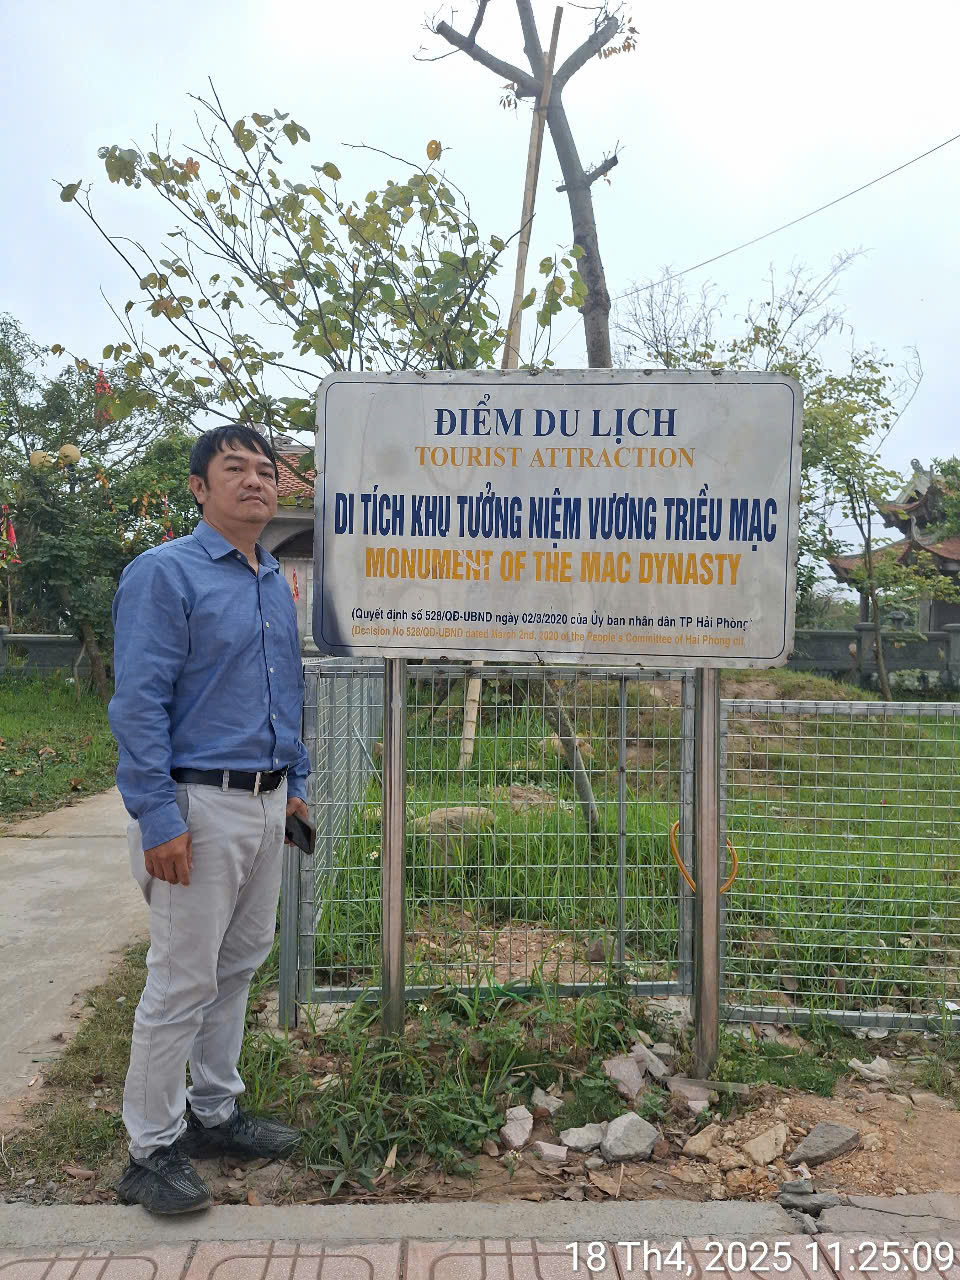 ĐIỂM DU LỊCH
TOURIST ATTRACTION
DI TÍCH KHU TƯỞNG NIỆM VƯƠNG TRIỀU MẠC
MONUMENT OF THE MAC DYNASTY
(Quyết định số 528/QĐ-UBND ngày 02/3/2020 của Ủy ban nhân dân TP Hải Phòng)
(Decision No 528/QĐ-UBND dated March 2nd, 2020 of the People's Committee of Hai Phong
18 Th4, 2025 11:25:09